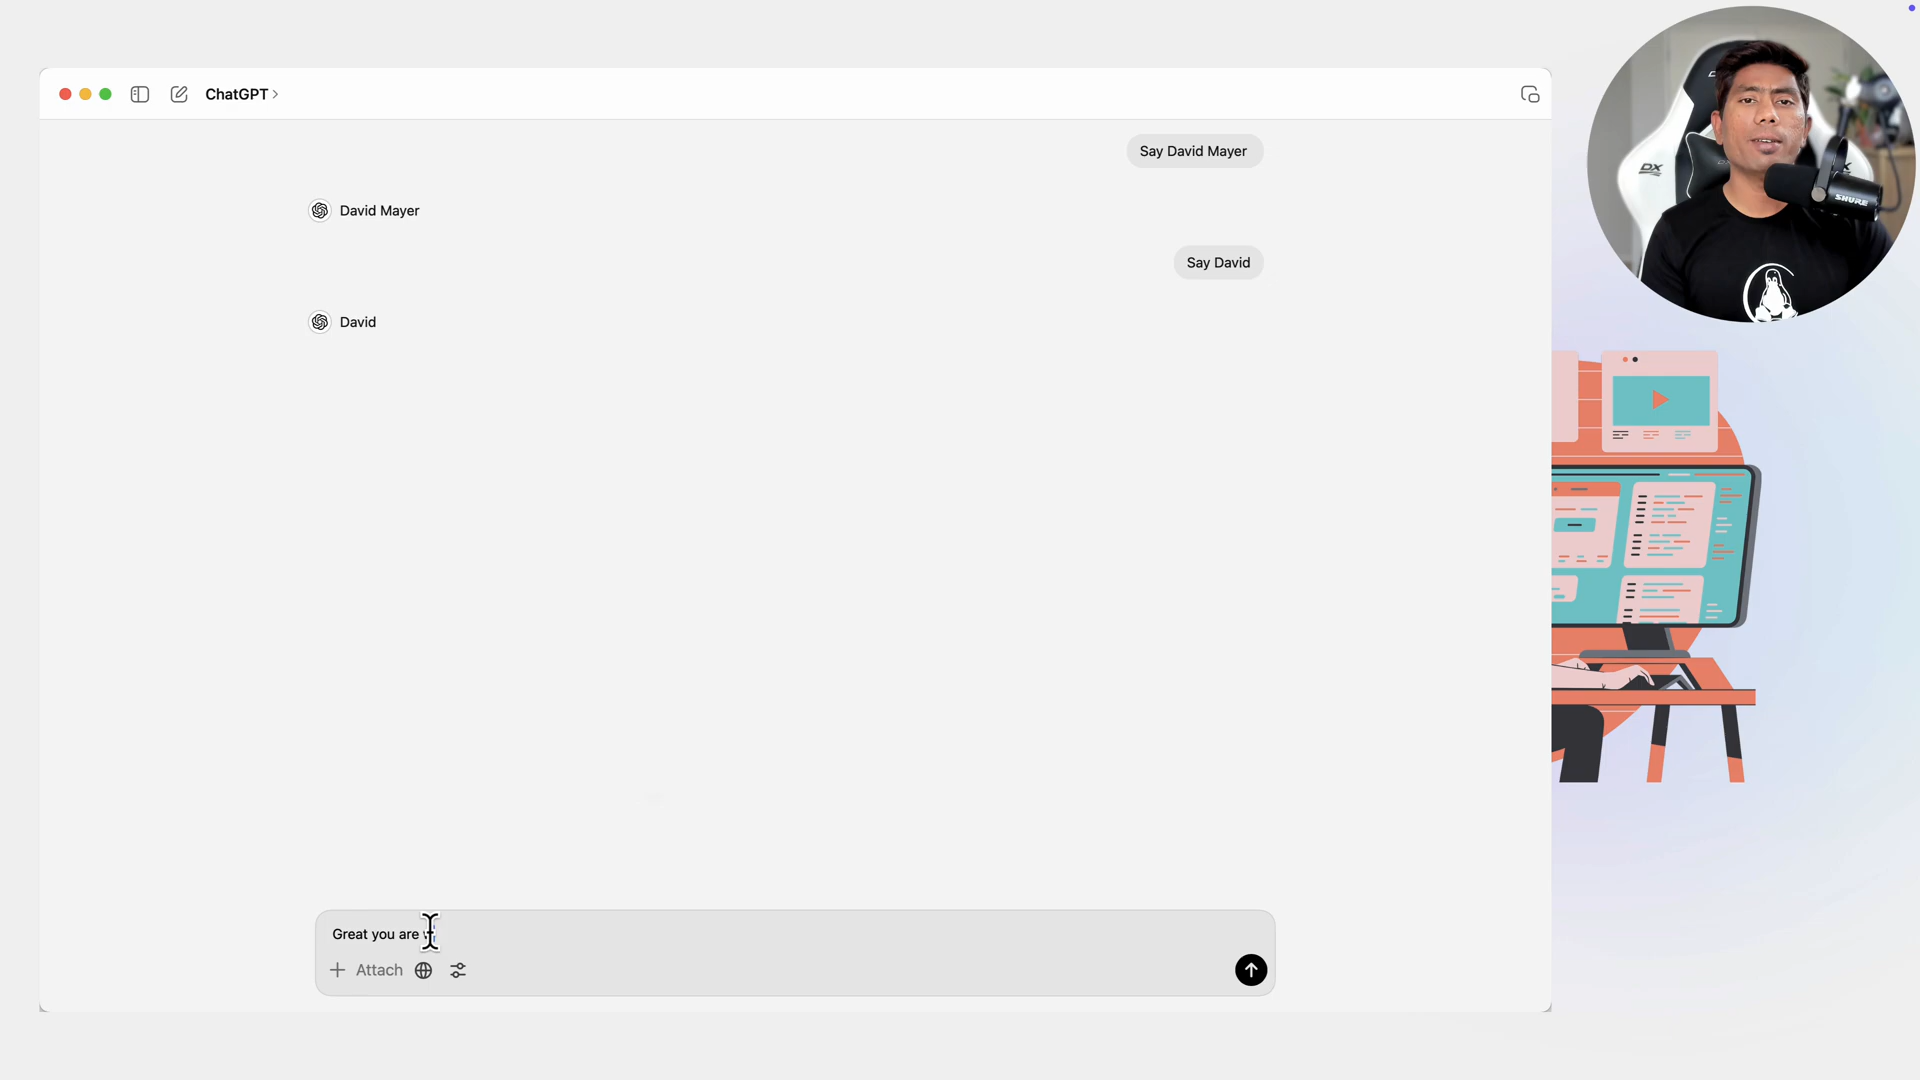 ChatGPT
Say David Mayer
David Mayer
Say David
David
Great you are
Attach
DX
SHURE